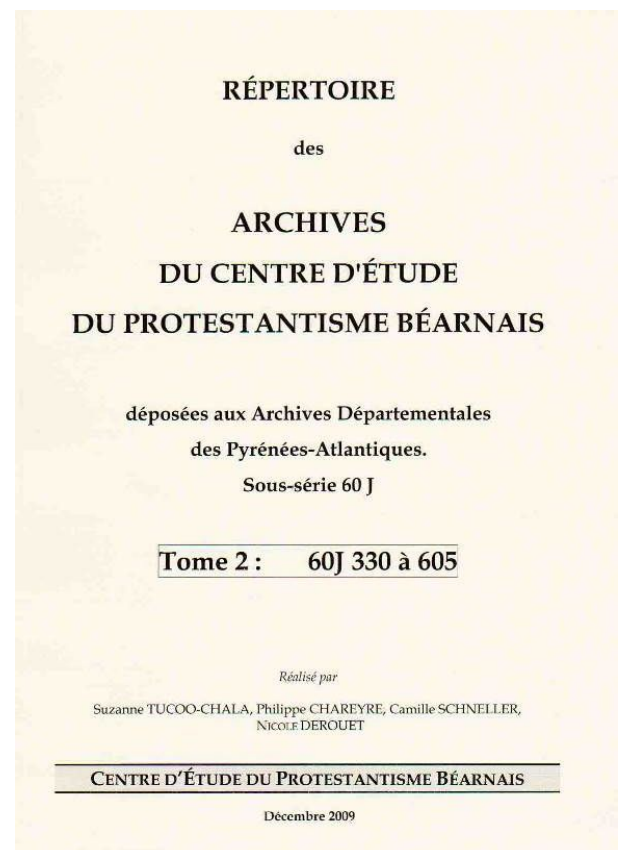 RÉPERTOIRE
des
ARCHIVES
DU CENTRE D'ÉTUDE
DU PROTESTANTISME BÉARNAIS
déposées aux Archives Départementales
des Pyrénées-Atlantiques.
Sous-série 60 J
Tome 2 : 60J 330 à 605
Réalisé par
Suzanne TUCOO-CHALA, Philippe CHAREYRE, Camille SCHNELLER,
NICOLE DEROUET
CENTRE D'ÉTUDE DU PROTESTANTISME BÉARNAIS
Décembre 2009